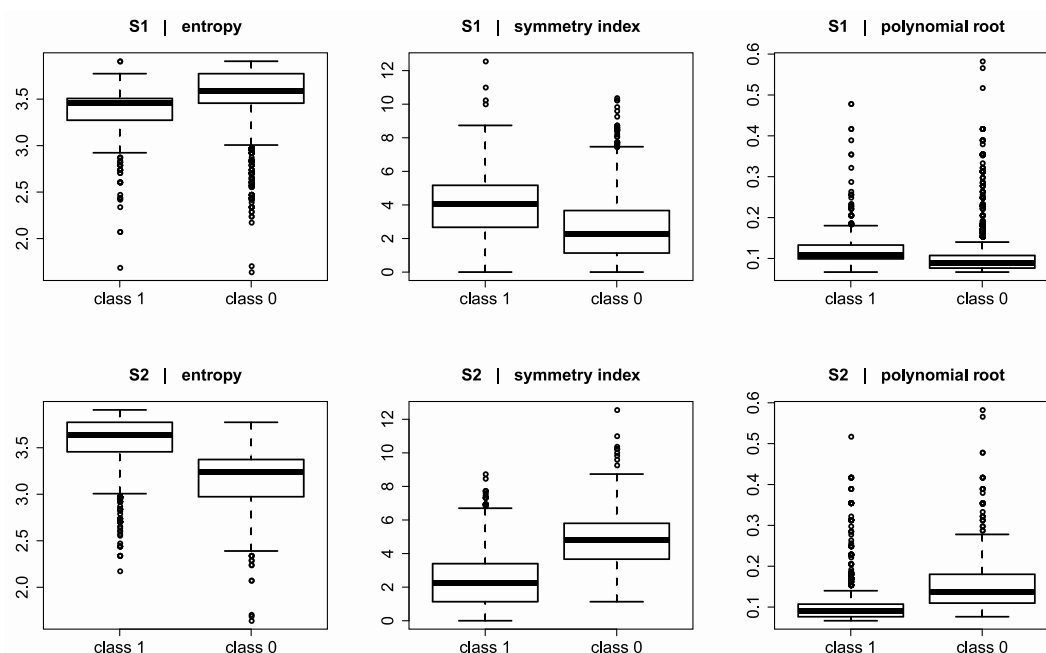 S1 | entropy
S1 | symmetry index
S1 | polynomial root
3.5
3.0
2.5
2.0
class 1 class 0
12
10
8
6
4
2
0
class 1 class 0
0.6
0.5
0.4
0.3
0.2
0.1
class 1 class 0
S2 | entropy
S2 | symmetry index
S2 | polynomial root
3.5
3.0
2.5
2.0
class 1 class 0
12
10
8
6
4
2
0
class 1 class 0
0.6
0.5
0.4
0.3
0.2
0.1
class 1 class 0